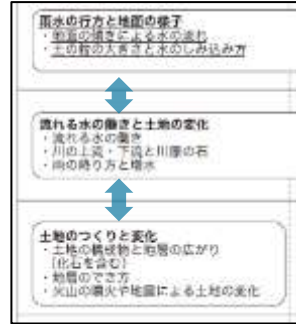 雨水の行方と地面の様子
・地面の傾きによる水の流れ
・土の粒の大きさと水のしみ込み方
流れる水の働きと土地の変化
・流れる水の働き
・川の上流・下流と川原の石
・雨の降り方と増水
土地のつくりと変化
・土地の構成物と地層の広がり
(化石を含む)
・地層のでき方
・火山の噴火や地震による土地の変化